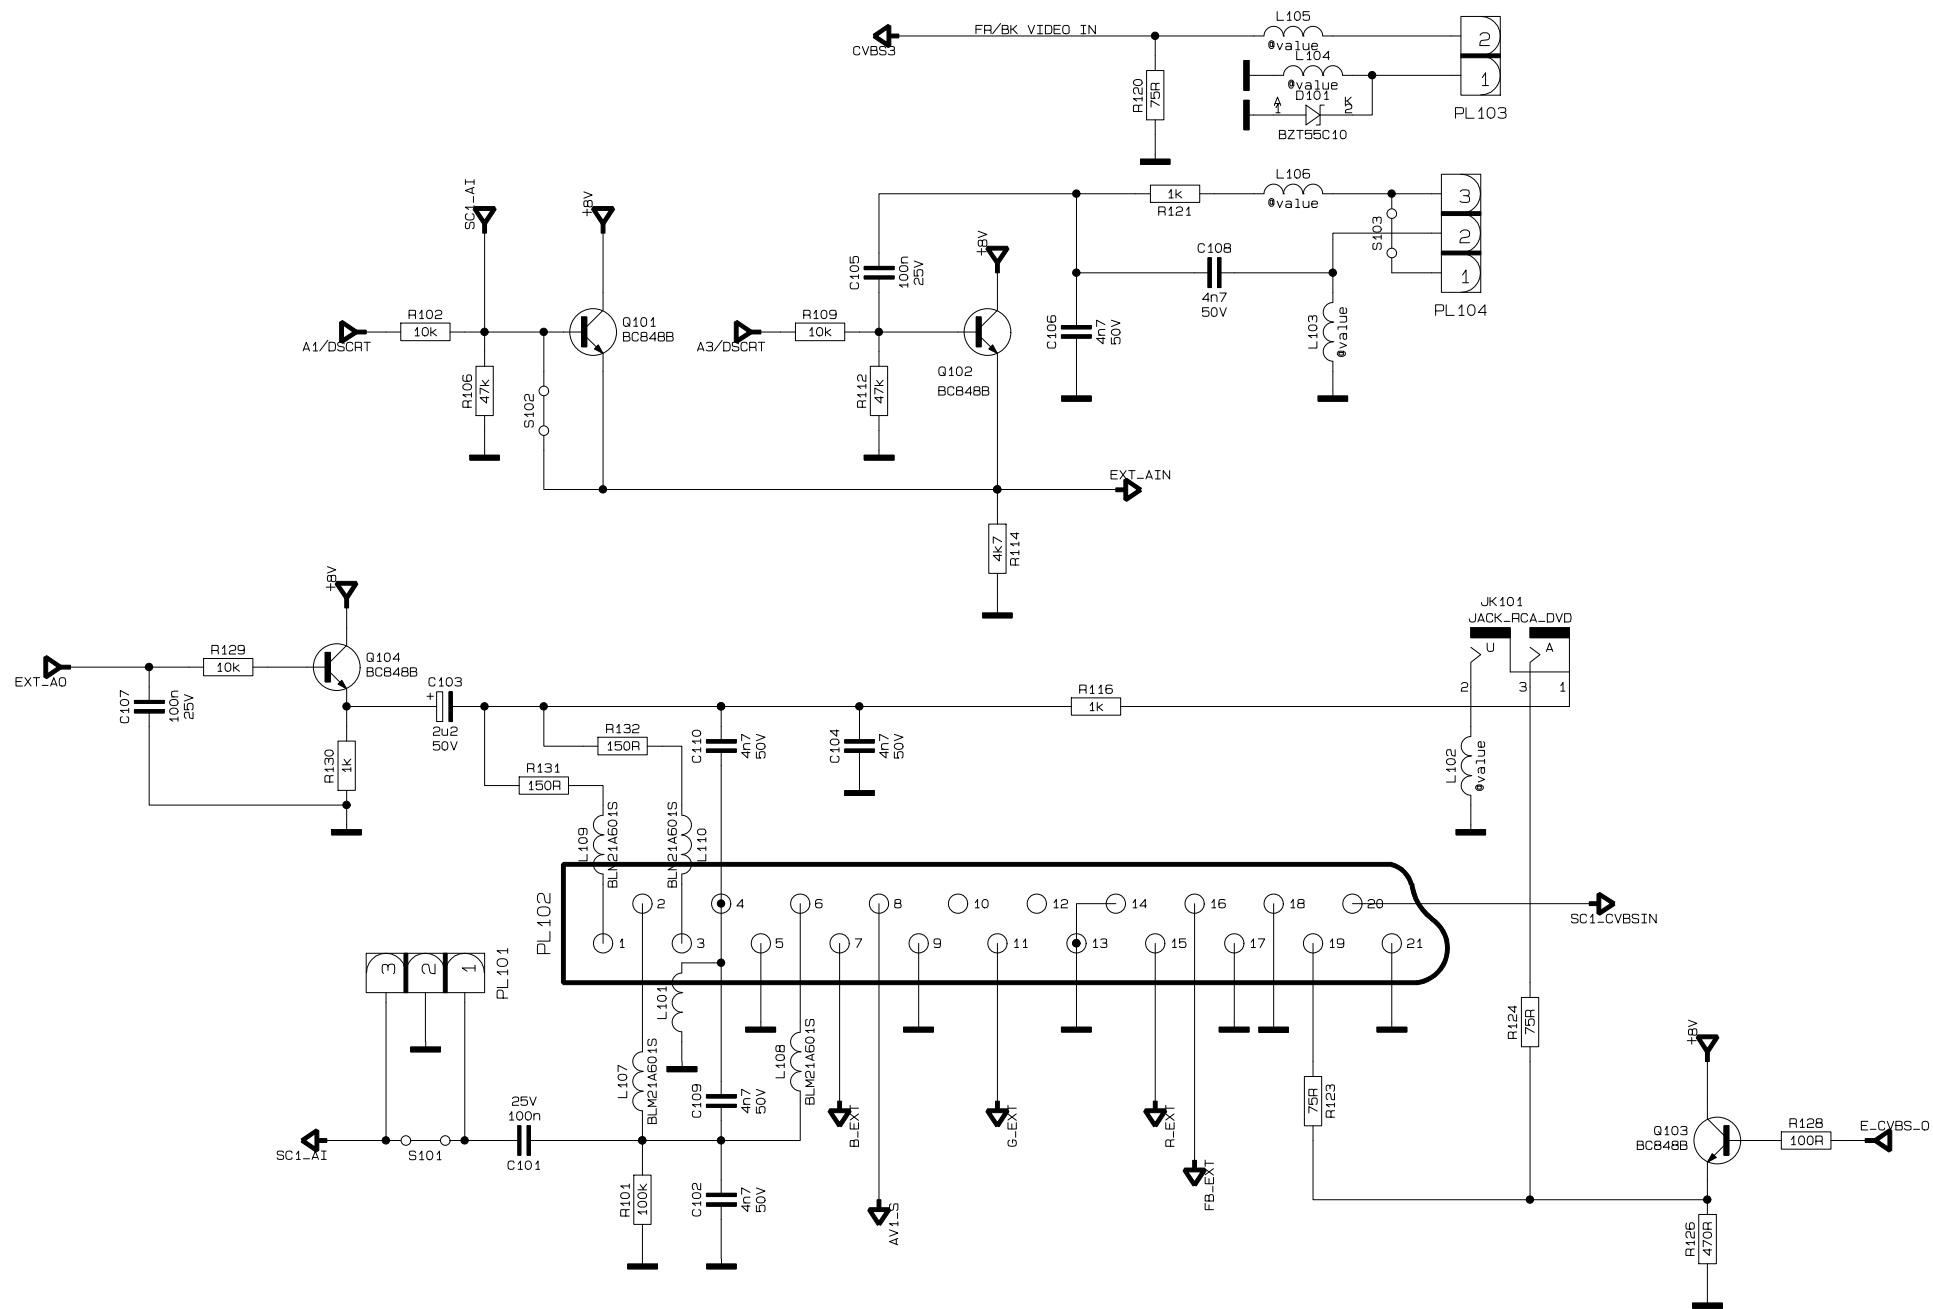 L105
FR/BK VIDEO IN
CVBS3
@value
2
L104
1
@value
R120
75R
D101
A
1
K
2
BZT55C10
PL103
SC1_AI
+8V
L106
@value
1k
R121
3
2
1
S103
PL104
+8V
C105
100n
25V
C108
4n7
50V
R102
10k
A1/DSCRT
Q101
BC848B
R109
10k
A3/DSCRT
C106
4n7
50V
L103
@value
R106
47k
S102
R112
47k
Q102
BC848B
EXT_AIN
4k7
R114
+8V
JK101
JACK_RCA_DVD
U
A
2
3
1
R129
10k
EXT_AO
Q104
BC848B
C107
100n
25V
C103
+
2u2
50V
R116
1k
R132
150R
R131
150R
C110
4n7
50V
C104
4n7
50V
R130
1k
L102
@value
L109
BLM21A601S
BLM21A601S
L110
PL102
2
4
6
8
10
12
14
16
18
20
SC1_CVBSIN
1
3
5
7
9
11
13
15
17
19
21
3
2
1
PL101
L101
L107
BLM21A601S
L108
BLM21A601S
C109
4n7
50V
R124
75R
+8V
75R
R123
25V
100n
C101
SC1_AI
S101
B_EXT
G_EXT
R_EXT
FB_EXT
AV1_S
R101
100k
C102
4n7
50V
Q103
BC848B
R128
100R
E_CVBS_O
R126
470R